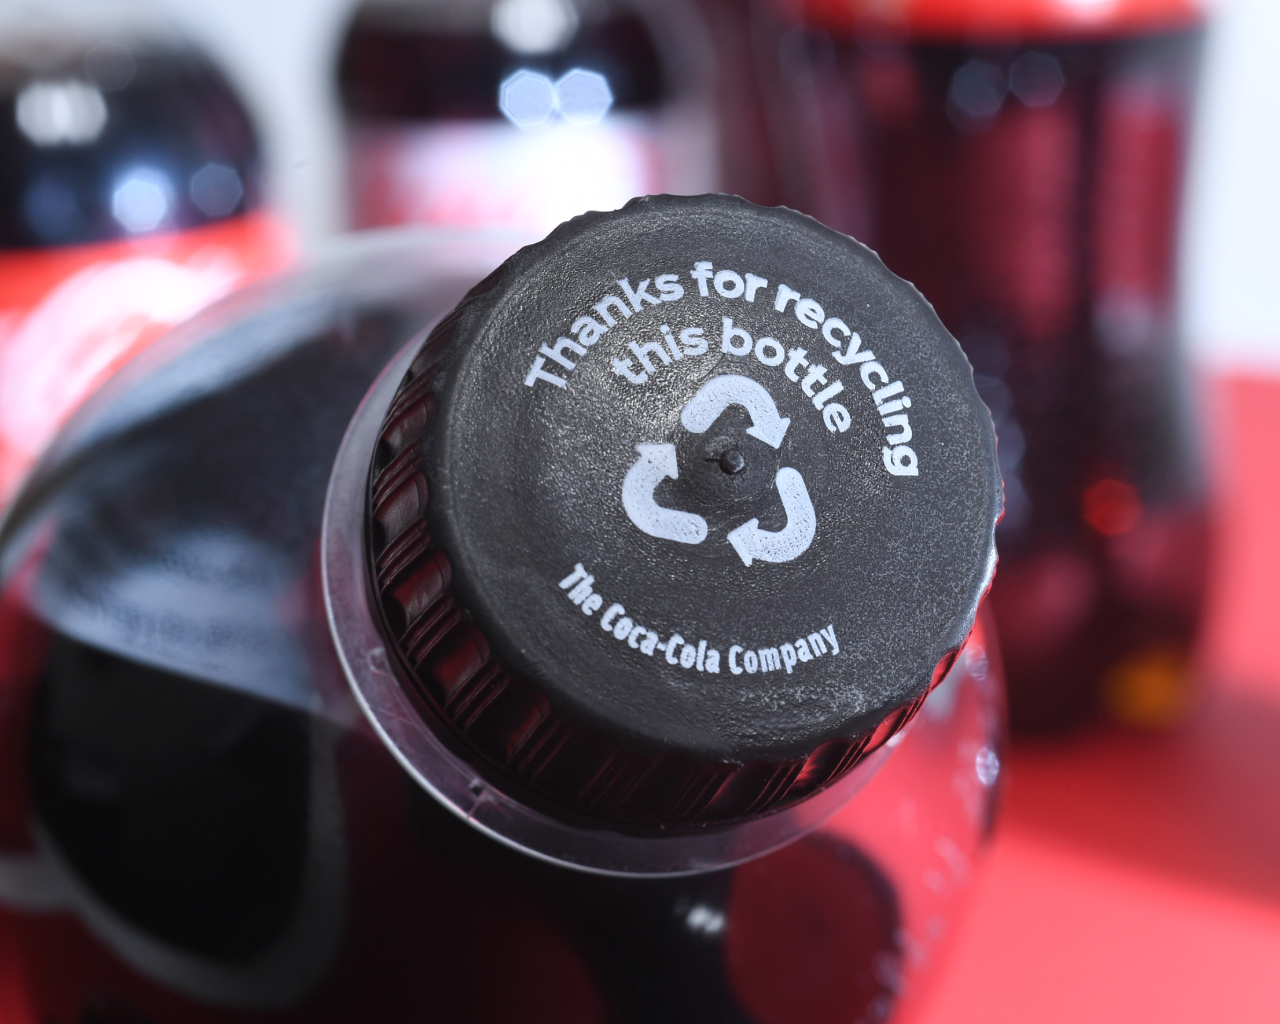 Thanks for recycling
this bottle
The Coca-Cola Company